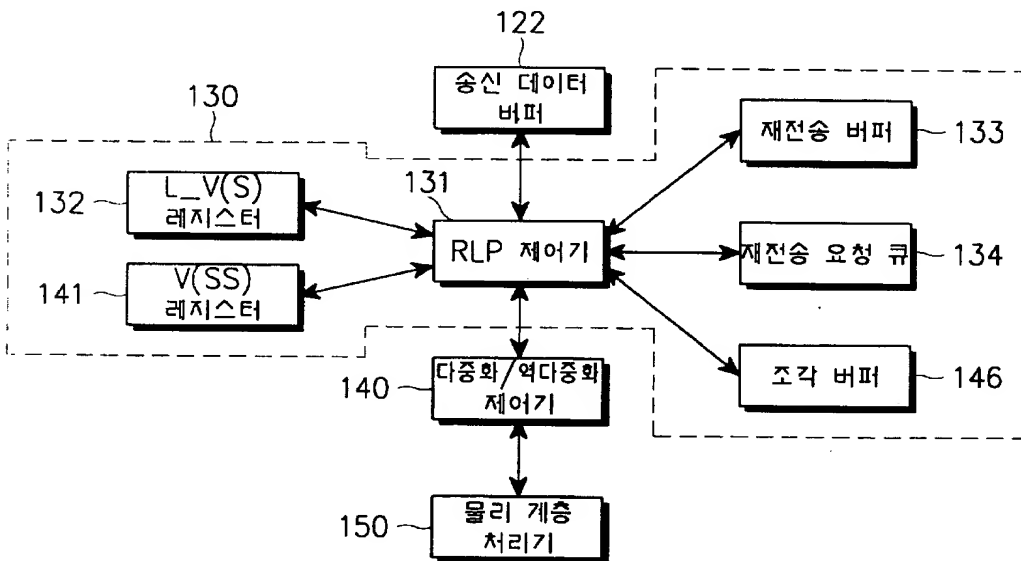 122
송신 데이터
버퍼
130
재전송 버퍼
133
L_V(S)
레지스터
132
131
RLP 제어기
재전송 요청 큐
134
V(SS)
레지스터
141
다중화/역다중화
제어기
140
조각 버퍼
146
물리 계층
처리기
150